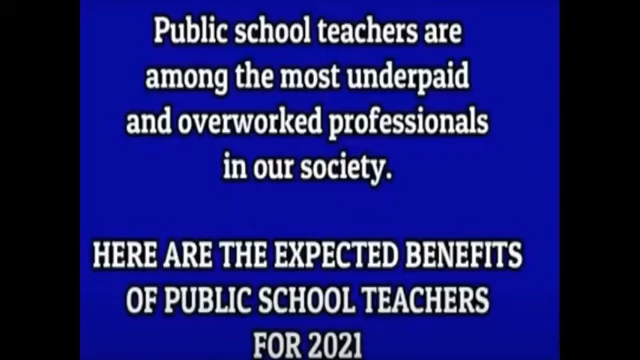 Public school teachers are
among the most underpaid
and overworked professionals
in our society.
HERE ARE THE EXPECTED BENEFITS
OF PUBLIC SCHOOL TEACHERS
FOR 2021